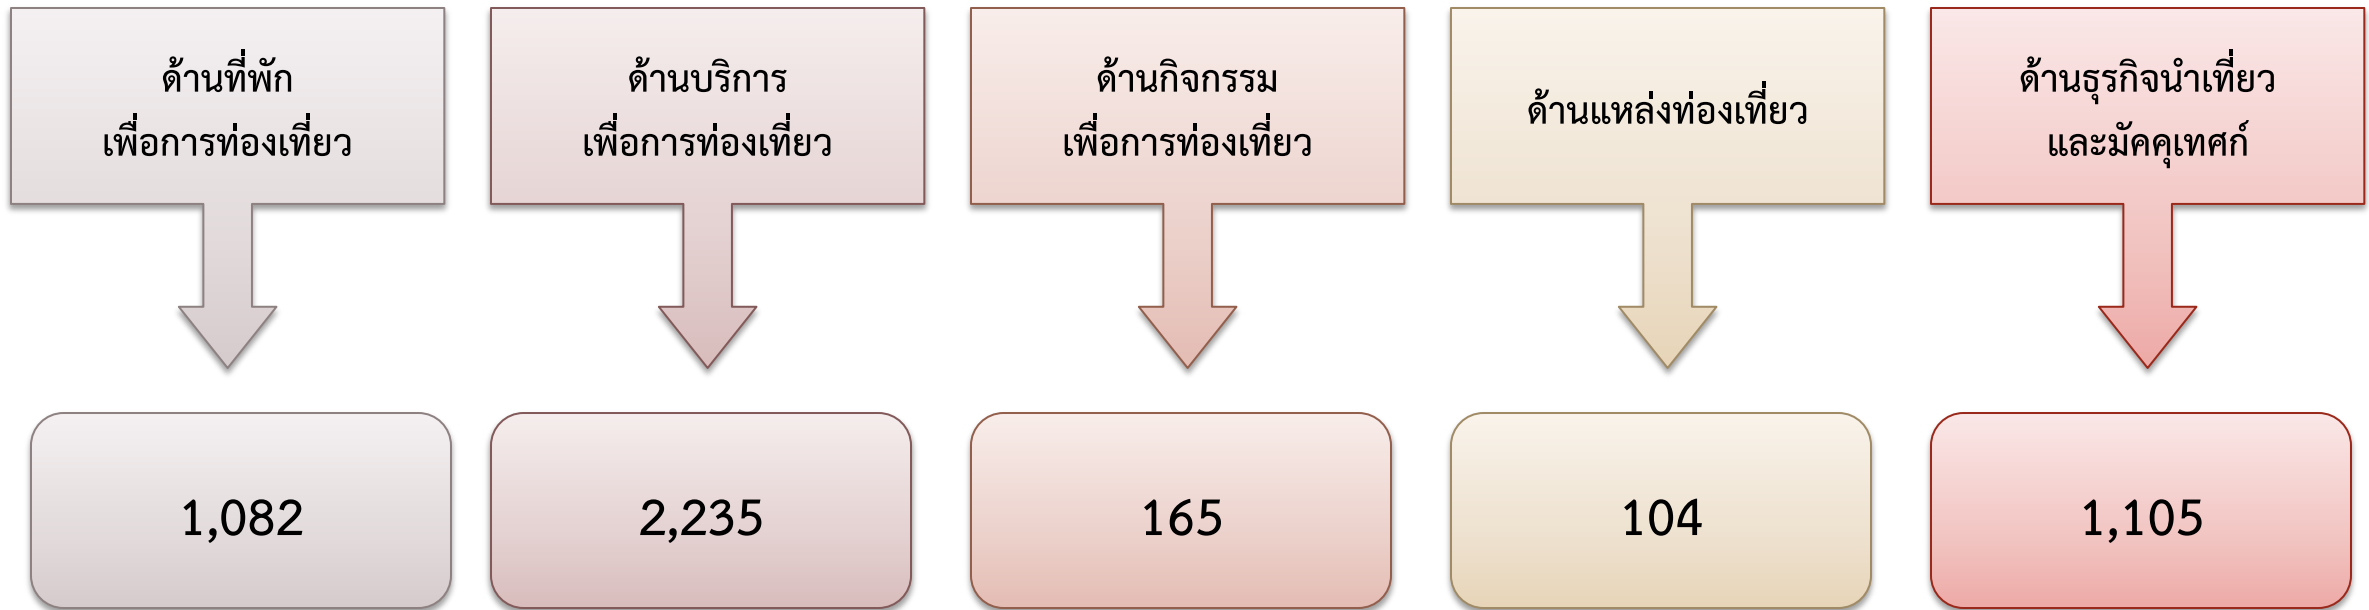 ด้านที่พัก
เพื่อการท่องเที่ยว
ด้านบริการ
เพื่อการท่องเที่ยว
ด้านกิจกรรม
เพื่อการท่องเที่ยว
ด้านแหล่งท่องเที่ยว
ด้านธุรกิจนำเที่ยว
และมัคคุเทศก์
1,082
2,235
165
104
1,105